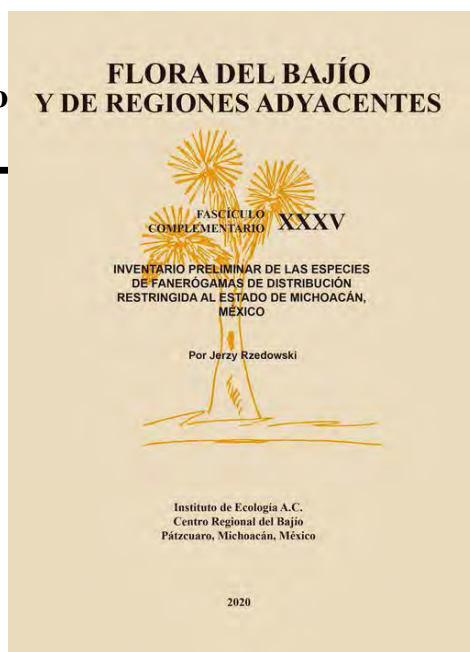 FLORA DEL BAJÍO
Y DE REGIONES ADYACENTES
FASCÍCULO
COMPLEMENTARIO XXXV
INVENTARIO PRELIMINAR DE LAS ESPECIES
DE FANERÓGAMAS DE DISTRIBUCIÓN
RESTRINGIDA AL ESTADO DE MICHOACÁN,
MÉXICO
Por Jerzy Rzedowski
Instituto de Ecología A.C.
Centro Regional del Bajío
Pátzcuaro, Michoacán, México
2020